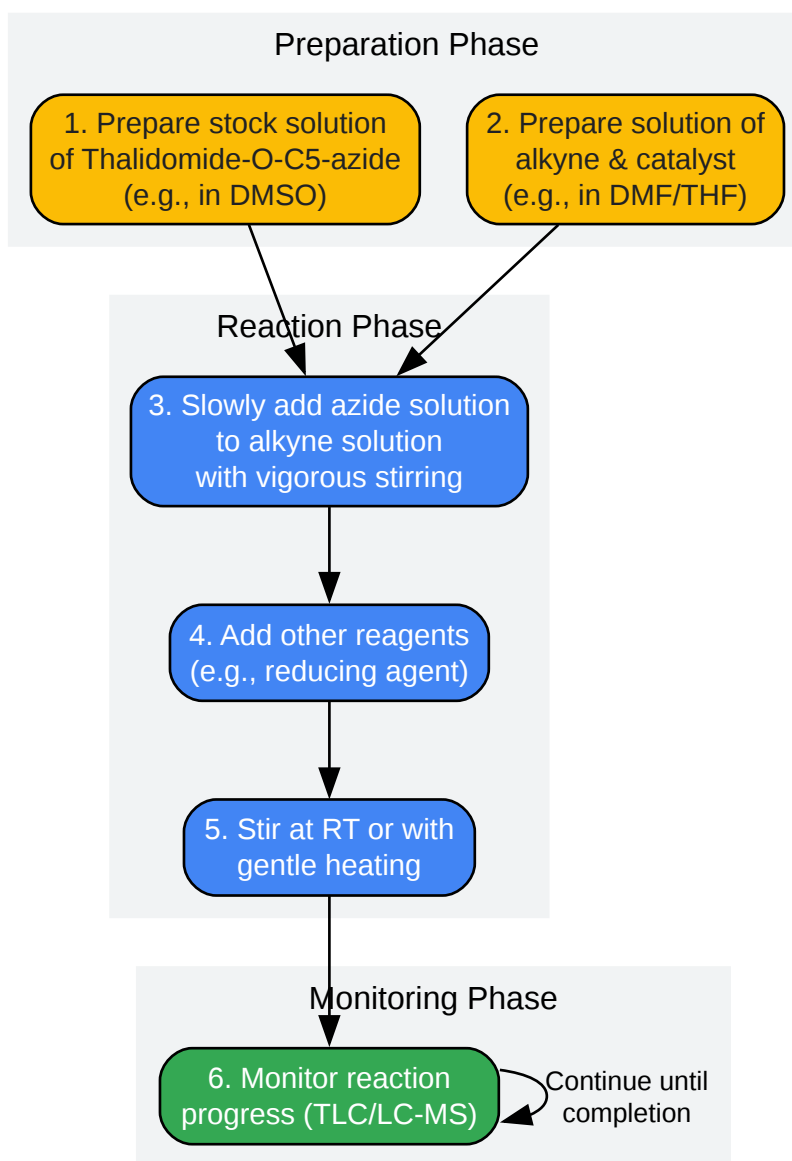 Preparation Phase
1. Prepare stock solution
of Thalidomide-O-C5-azide
(e.g., in DMSO)
2. Prepare solution of
alkyne & catalyst
(e.g., in DMF/THF)
Reaction Phase
3. Slowly add azide solution
to alkyne solution
with vigorous stirring
4. Add other reagents
(e.g., reducing agent)
5. Stir at RT or with
gentle heating
Monitoring Phase
6. Monitor reaction
progress (TLC/LC-MS)
Continue until
completion